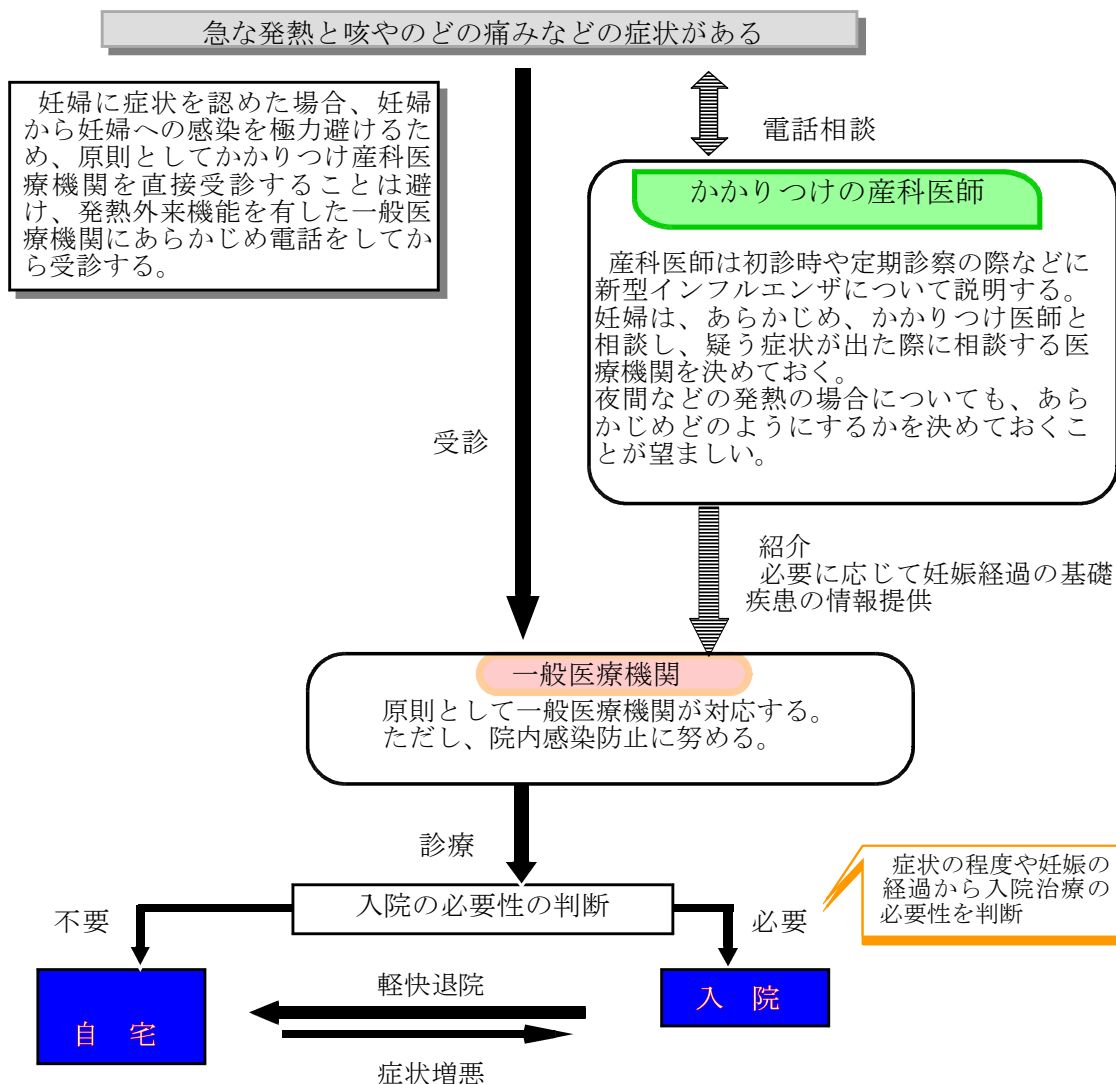 急な発熱と咳やのどの痛みなどの症状がある
妊婦に症状を認めた場合、妊婦
から妊婦への感染を極力避けるた
め、原則としてかかりつけ産科医
療機関を直接受診することは避
け、発熱外来機能を有した一般医
療機関にあらかじめ電話をしてか
ら受診する。
電話相談
かかりつけの産科医師
産科医師は初診時や定期診察の際などに
新型インフルエンザについて説明する。
妊婦は、あらかじめ、かかりつけ医師と
相談し、疑う症状が出た際に相談する医
療機関を決めておく。
夜間などの発熱の場合についても、あら
かじめどのようにするかを決めておくこ
とが望ましい。
受診
紹介
必要に応じて妊娠経過の基礎
疾患の情報提供
一般医療機関
原則として一般医療機関が対応する。
ただし、院内感染防止に努める。
診療
症状の程度や妊娠の
経過から入院治療の
必要性を判断
入院の必要性の判断
不要
必要
自　宅
軽快退院
入　院
症状増悪